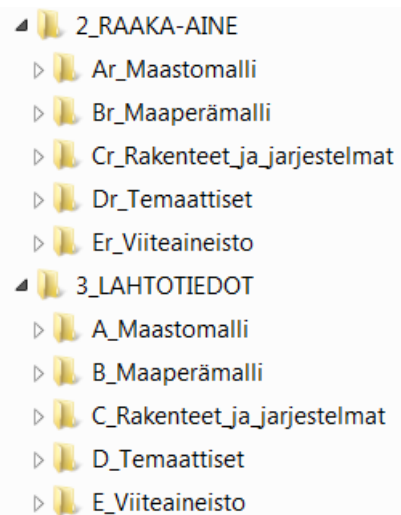 2_RAAKA-AINE
Ar_Maastomalli
Br_Maaperämalli
Cr_Rakenteet_ja_jarjestelmat
Dr_Temaattiset
Er_Viiteaineisto
3_LAHTOTIEDOT
A_Maastomalli
B_Maaperämalli
C_Rakenteet_ja_jarjestelmat
D_Temaattiset
E_Viiteaineisto